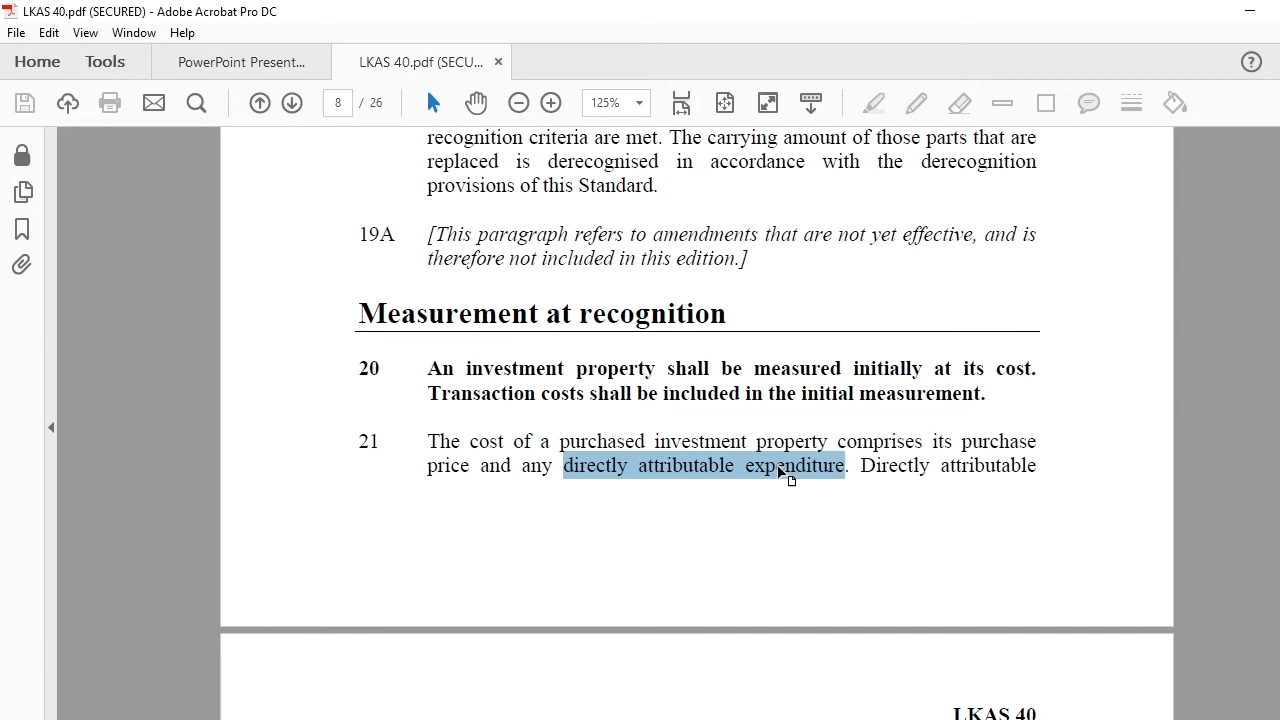 LKAS 40.pdf (SECURED) - Adobe Acrobat Pro DC
File Edit View Window Help
Home Tools PowerPoint Present... LKAS 40.pdf (SECU... ×
8 / 26 125%
recognition criteria are met. The carrying amount of those parts that are
replaced is derecognised in accordance with the derecognition
provisions of this Standard.
19A [This paragraph refers to amendments that are not yet effective, and is
therefore not included in this edition.]
Measurement at recognition
20 An investment property shall be measured initially at its cost.
Transaction costs shall be included in the initial measurement.
21 The cost of a purchased investment property comprises its purchase
price and any directly attributable expenditure. Directly attributable
LKAS 40